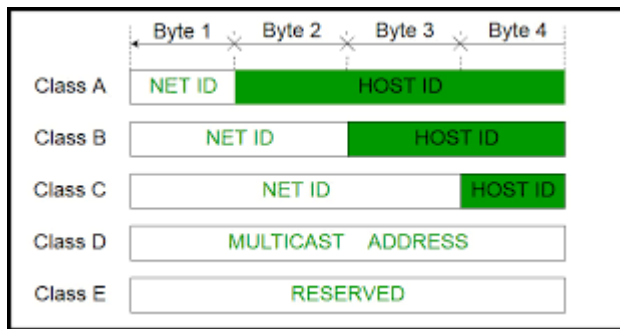 Byte 1 Byte 2 Byte 3 Byte 4
Class A NET ID HOST ID
Class B NET ID HOST ID
Class C NET ID HOST ID
Class D MULTICAST ADDRESS
Class E RESERVED